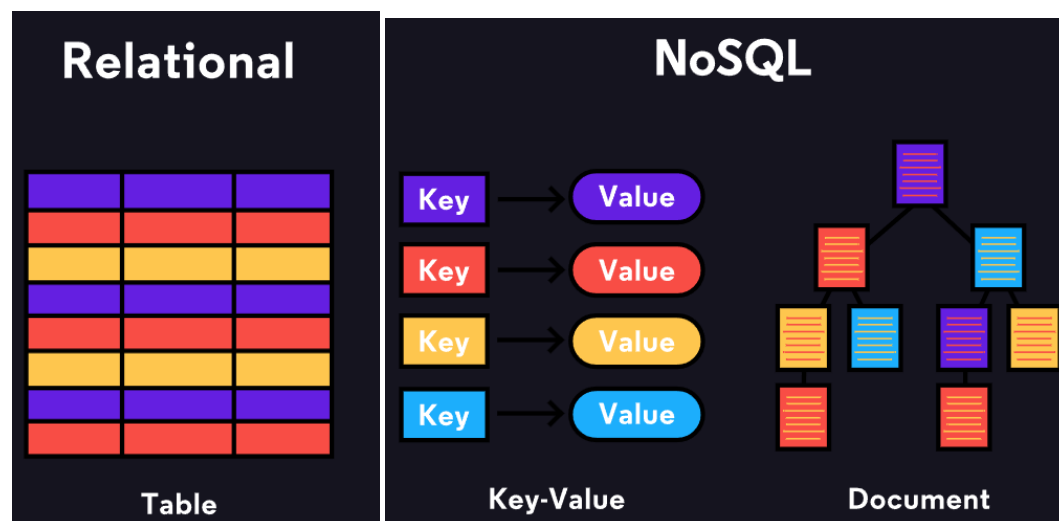 Relational
Table
NoSQL
Key
Value
Key
Value
Key
Value
Key
Value
Key-Value
Document